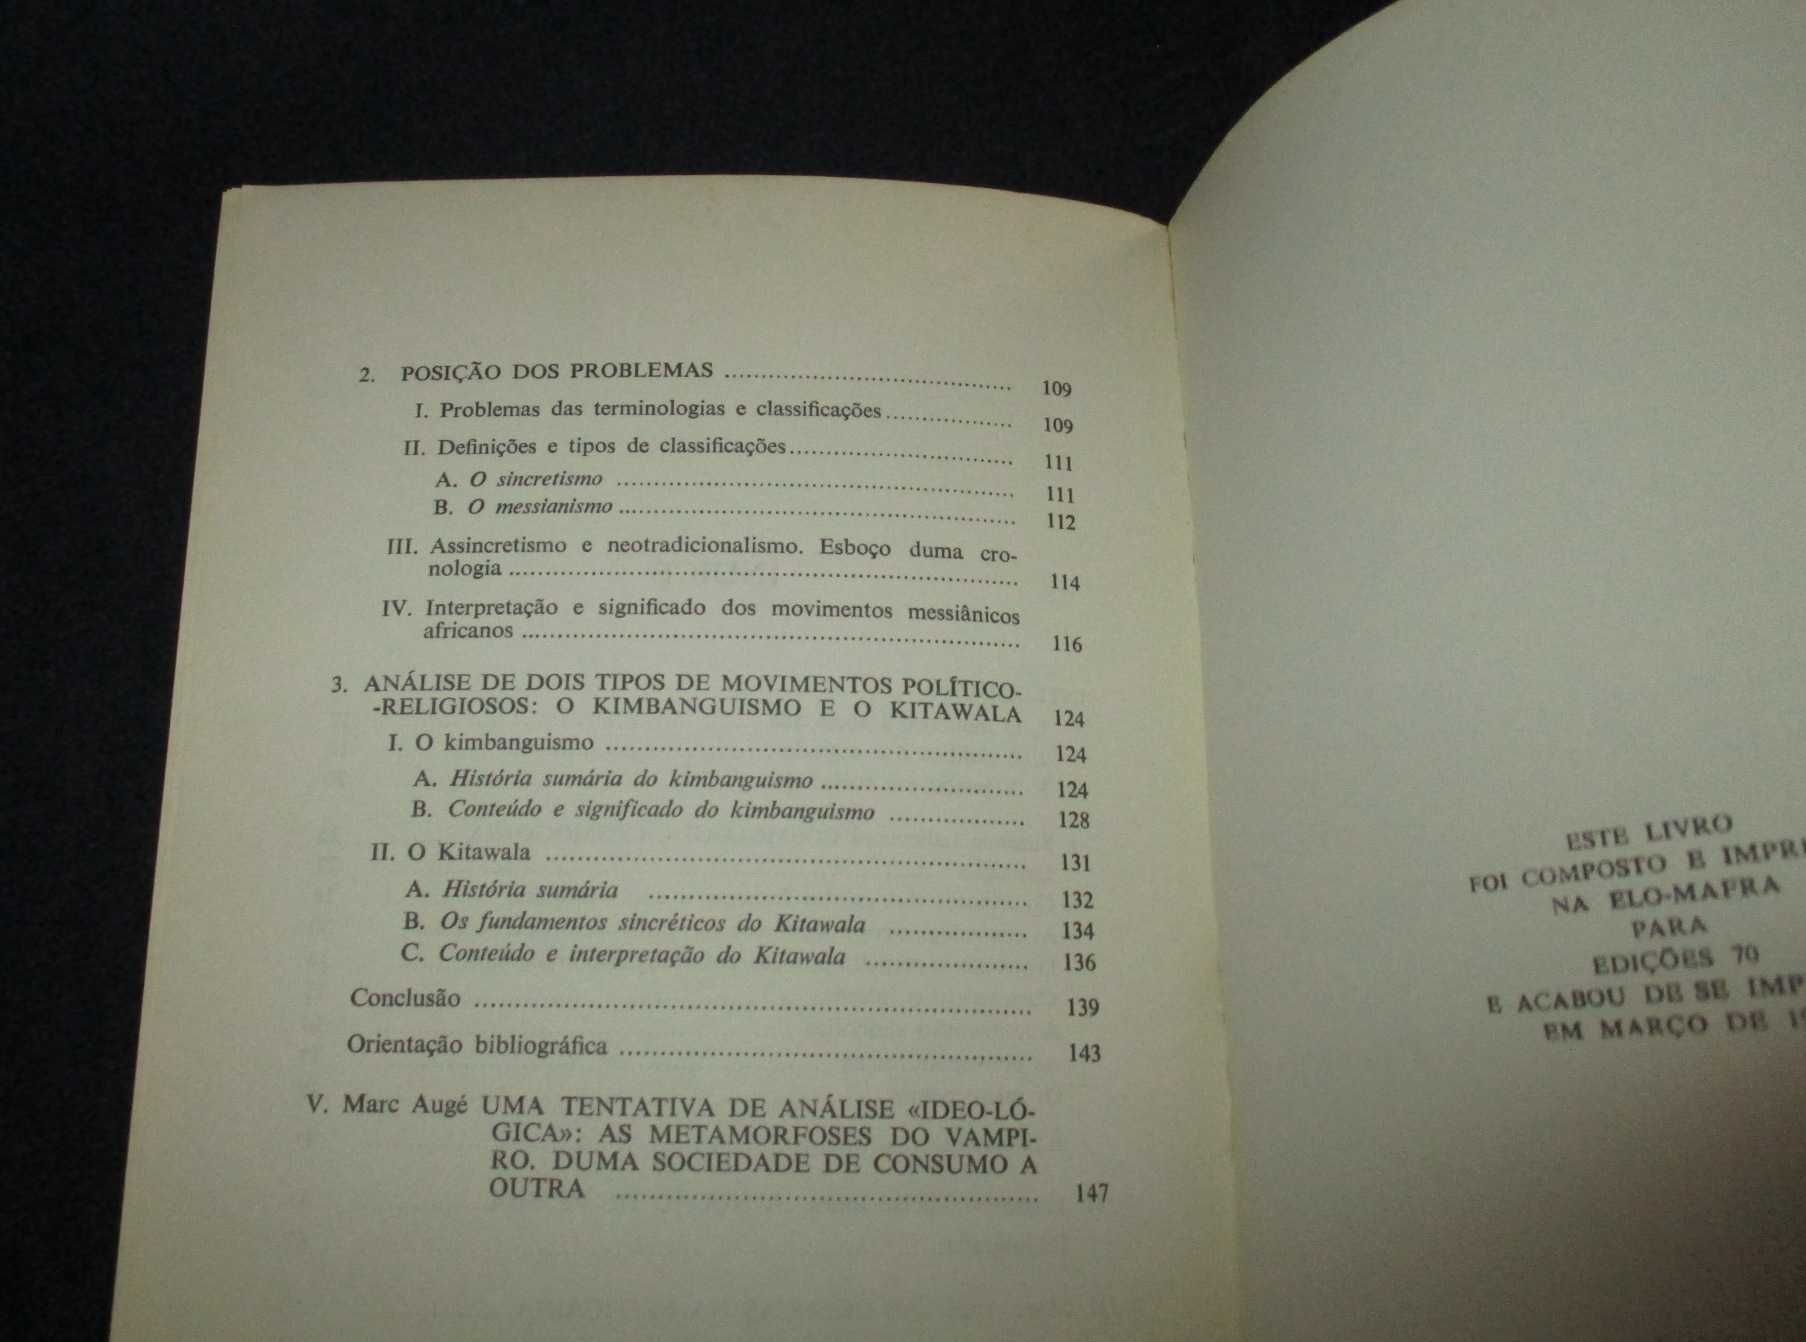 2. POSIÇÃO DOS PROBLEMAS ........................................ 109
I. Problemas das terminologias e classificações.................. 109
II. Definições e tipos de classificações............................... 111
A. O sincretismo ...................................................... 111
B. O messianismo ...................................................... 112
III. Assincretismo e neotradicionalismo. Esboço duma cro-
nologia ...................................................................... 114
IV. Interpretação e significado dos movimentos messiânicos
africanos .................................................................... 116
3. ANÁLISE DE DOIS TIPOS DE MOVIMENTOS POLÍTICO-
-RELIGIOSOS: O KIMBANGUISMO E O KITAWALA 124
I. O kimbanguismo ......................................................... 124
A. História sumária do kimbanguismo ............................ 124
B. Conteúdo e significado do kimbanguismo ................... 128
II. O Kitawala ................................................................. 131
A. História sumária ..................................................... 132
B. Os fundamentos sincréticos do Kitawala ................... 134
C. Conteúdo e interpretação do Kitawala ...................... 136
Conclusão ........................................................................... 139
Orientação bibliográfica ......................................................... 143
V. Marc Augé UMA TENTATIVA DE ANÁLISE «IDEO-LÓ-
GICA»: AS METAMORFOSES DO VAMPI-
RO. DUMA SOCIEDADE DE CONSUMO A
OUTRA ......................................................... 147
ESTE LIVRO
FOI COMPOSTO E IMPRE
NA ELO-MAFRA
PARA
EDIÇÕES 70
E ACABOU DE SE IMP
EM MARÇO DE 19